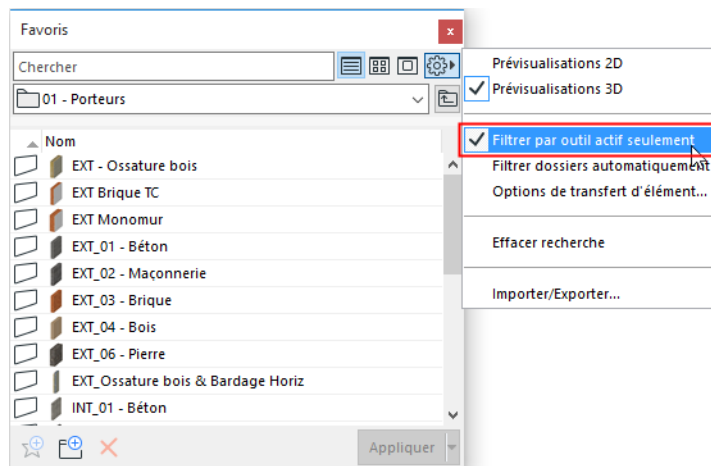 Favoris
x
Chercher
01 - Porteurs
Nom
EXT - Ossature bois
EXT Brique TC
EXT Monomur
EXT_01 - Béton
EXT_02 - Maçonnerie
EXT_03 - Brique
EXT_04 - Bois
EXT_06 - Pierre
EXT_Ossature bois & Bardage Horiz
INT_01 - Béton
Appliquer
Prévisualisations 2D
Prévisualisations 3D
Filtrer par outil actif seulement
Filtrer dossiers automatiquement
Options de transfert d'élément...
Effacer recherche
Importer/Exporter...